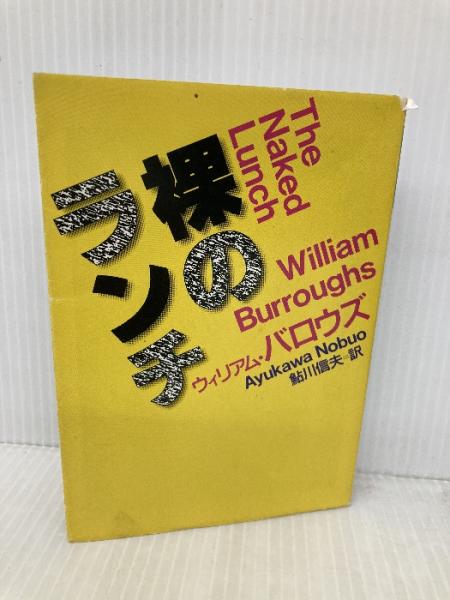 裸の
ランチ
The
Naked
Lunch
William
Burroughs
ウィリアム・バロウズ
Ayukawa Nobuo
鮎川信夫=訳